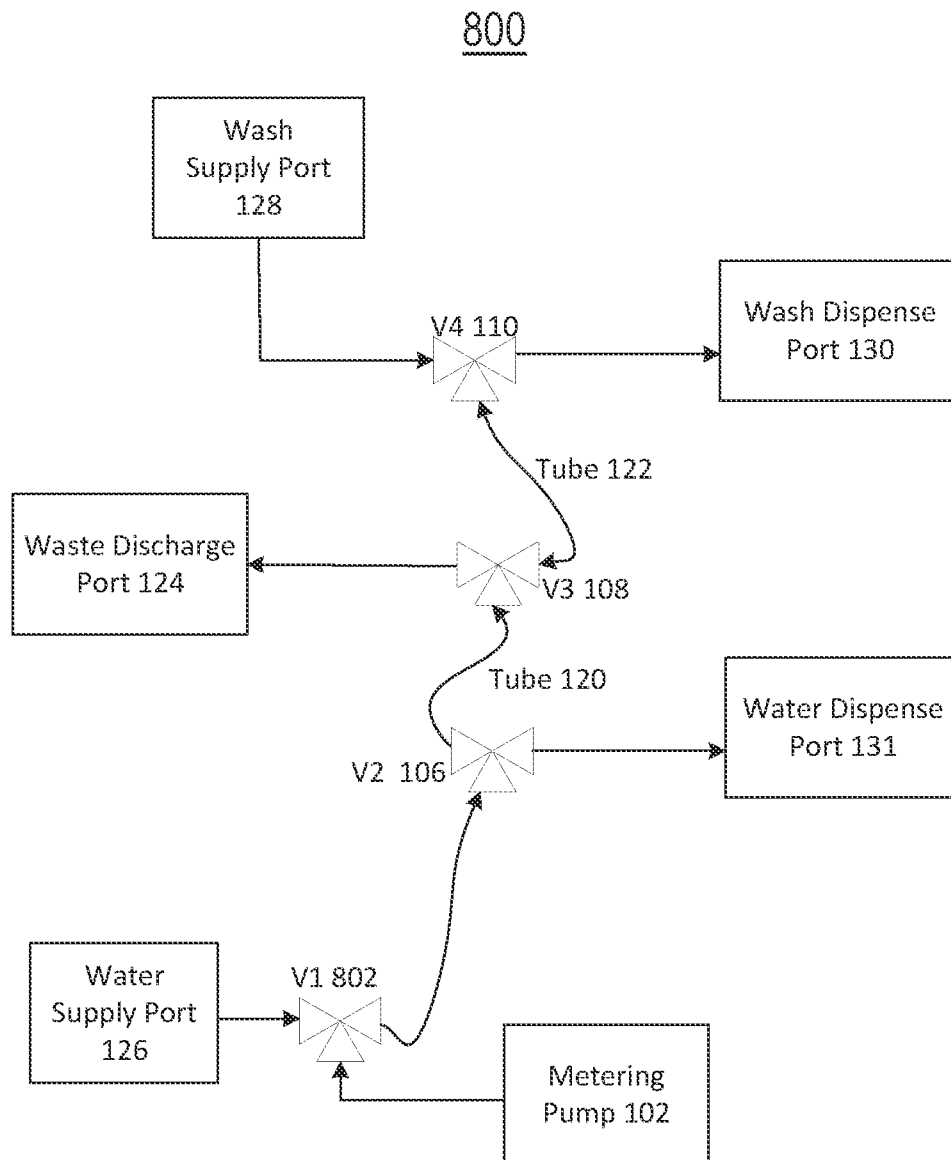 800
Wash
Supply Port
128
Wash Dispense
Port 130
V4 110
Tube 122
Waste Discharge
Port 124
V3 108
Tube 120
Water Dispense
Port 131
V2 106
Water
Supply Port
126
V1 802
Metering
Pump 102